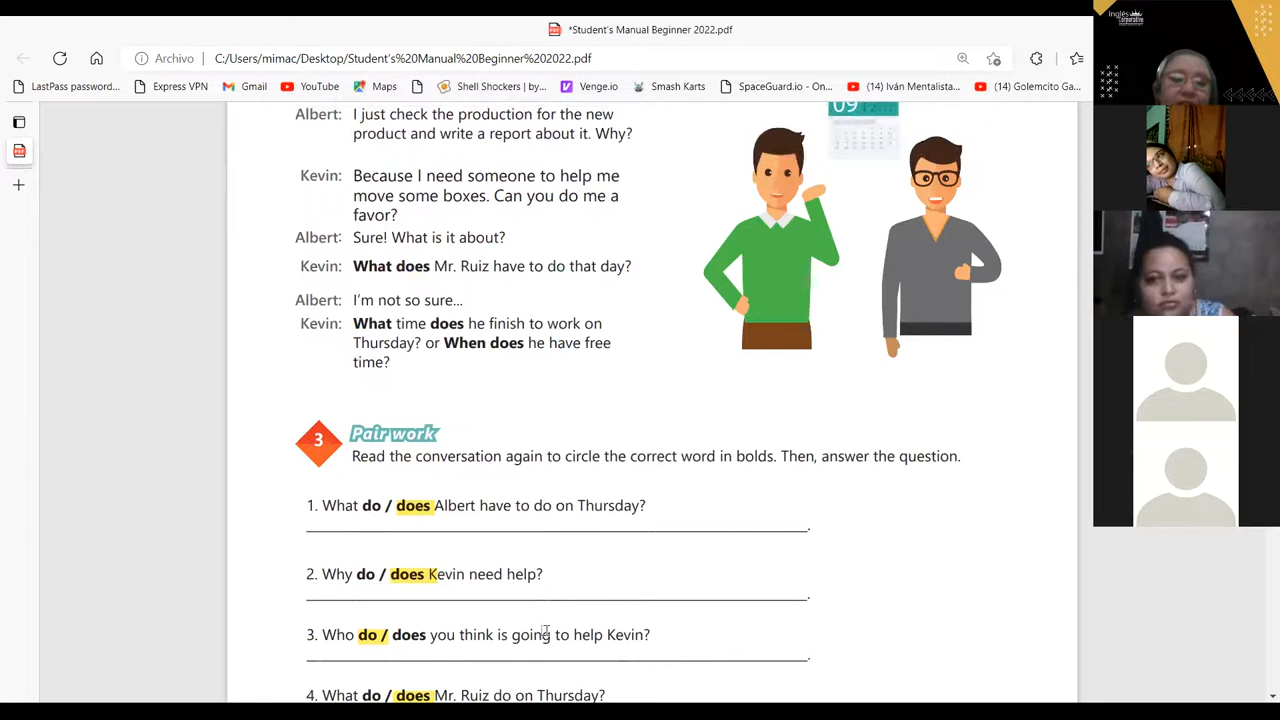 *Student's Manual Beginner 2022.pdf
Archivo C:/Users/mimac/Desktop/Student's%20Manual%20Beginner%202022.pdf
LastPass password... Express VPN Gmail YouTube Maps Shell Shockers | by... Venge.io Smash Karts SpaceGuard.io - On... (14) Iván Mentalista... (14) Golemcito Ga...
Inglés
Corporativo
09
Albert: I just check the production for the new
product and write a report about it. Why?
Kevin: Because I need someone to help me
move some boxes. Can you do me a
favor?
Albert: Sure! What is it about?
Kevin: What does Mr. Ruiz have to do that day?
Albert: I'm not so sure...
Kevin: What time does he finish to work on
Thursday? or When does he have free
time?
3 Pair work
Read the conversation again to circle the correct word in bolds. Then, answer the question.
1. What do / does Albert have to do on Thursday?
2. Why do / does Kevin need help?
3. Who do / does you think is going to help Kevin?
4. What do / does Mr. Ruiz do on Thursday?